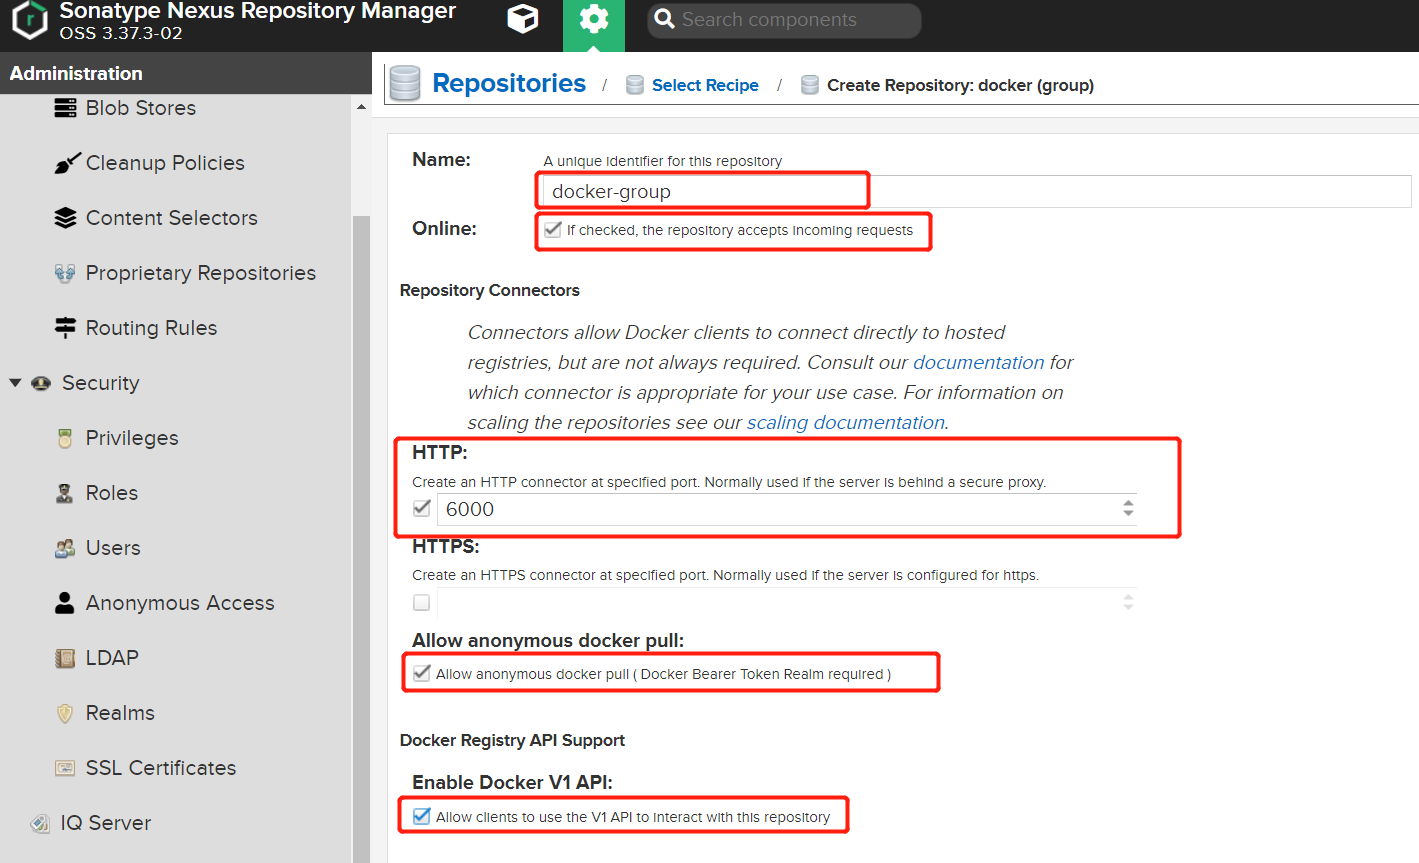 Sonatype Nexus Repository Manager
OSS 3.37.3-02
Search components
Administration
Blob Stores
Cleanup Policies
Content Selectors
Proprietary Repositories
Routing Rules
Security
Privileges
Roles
Users
Anonymous Access
LDAP
Realms
SSL Certificates
IQ Server
Repositories / Select Recipe / Create Repository: docker (group)
Name: A unique identifier for this repository
docker-group
Online: If checked, the repository accepts incoming requests
Repository Connectors
Connectors allow Docker clients to connect directly to hosted
registries, but are not always required. Consult our documentation for
which connector is appropriate for your use case. For information on
scaling the repositories see our scaling documentation.
HTTP:
Create an HTTP connector at specified port. Normally used if the server is behind a secure proxy.
6000
HTTPS:
Create an HTTPS connector at specified port. Normally used if the server is configured for https.
Allow anonymous docker pull:
Allow anonymous docker pull ( Docker Bearer Token Realm required )
Docker Registry API Support
Enable Docker V1 API:
Allow clients to use the V1 API to interact with this repository